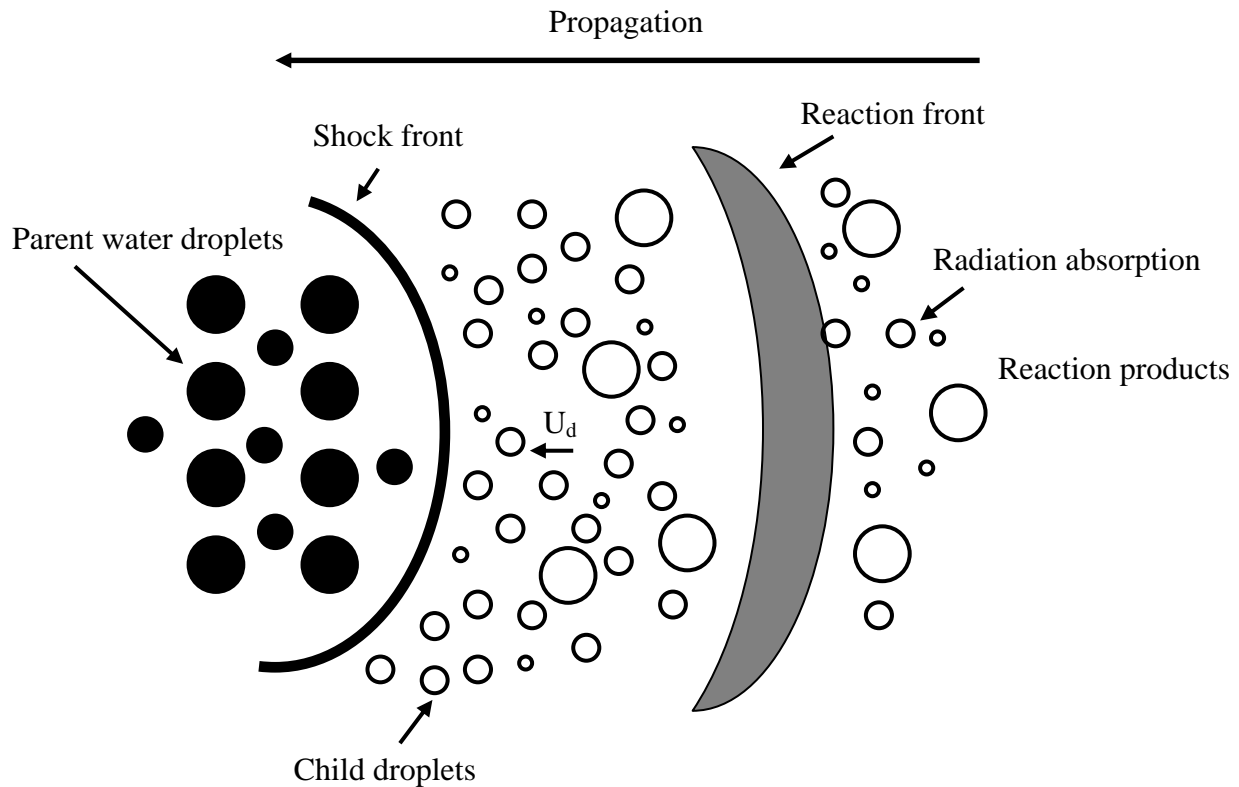 Propagation
Reaction front
Shock front
Parent water droplets
Radiation absorption
Reaction products
U_d
Child droplets